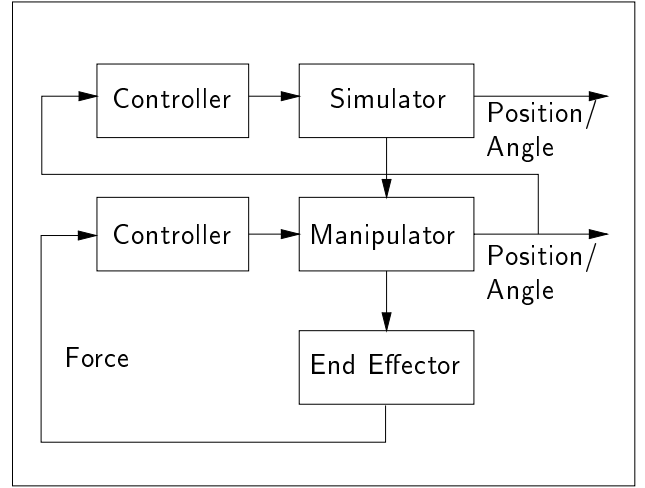 Controller
Simulator
Position/
Angle
Controller
Manipulator
Position/
Angle
Force
End Effector